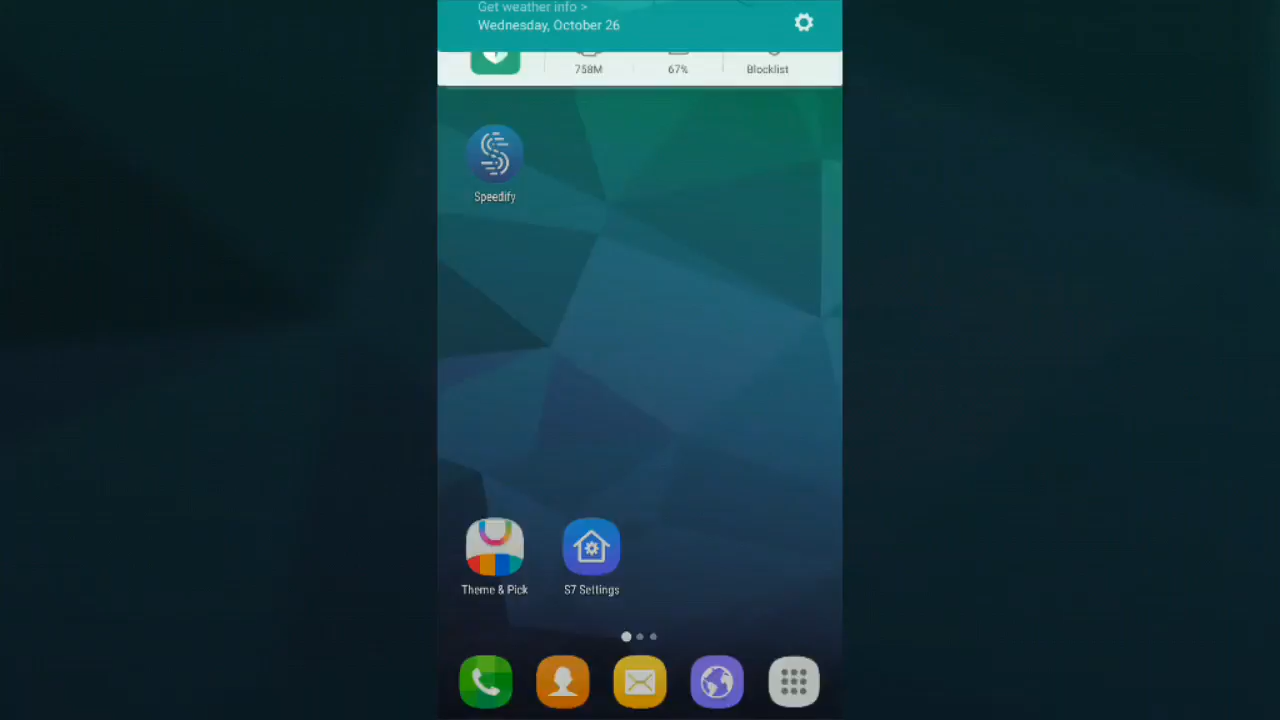 Get weather info >
Wednesday, October 26
758M 67% Blocklist
Speedify
Theme & Pick S7 Settings